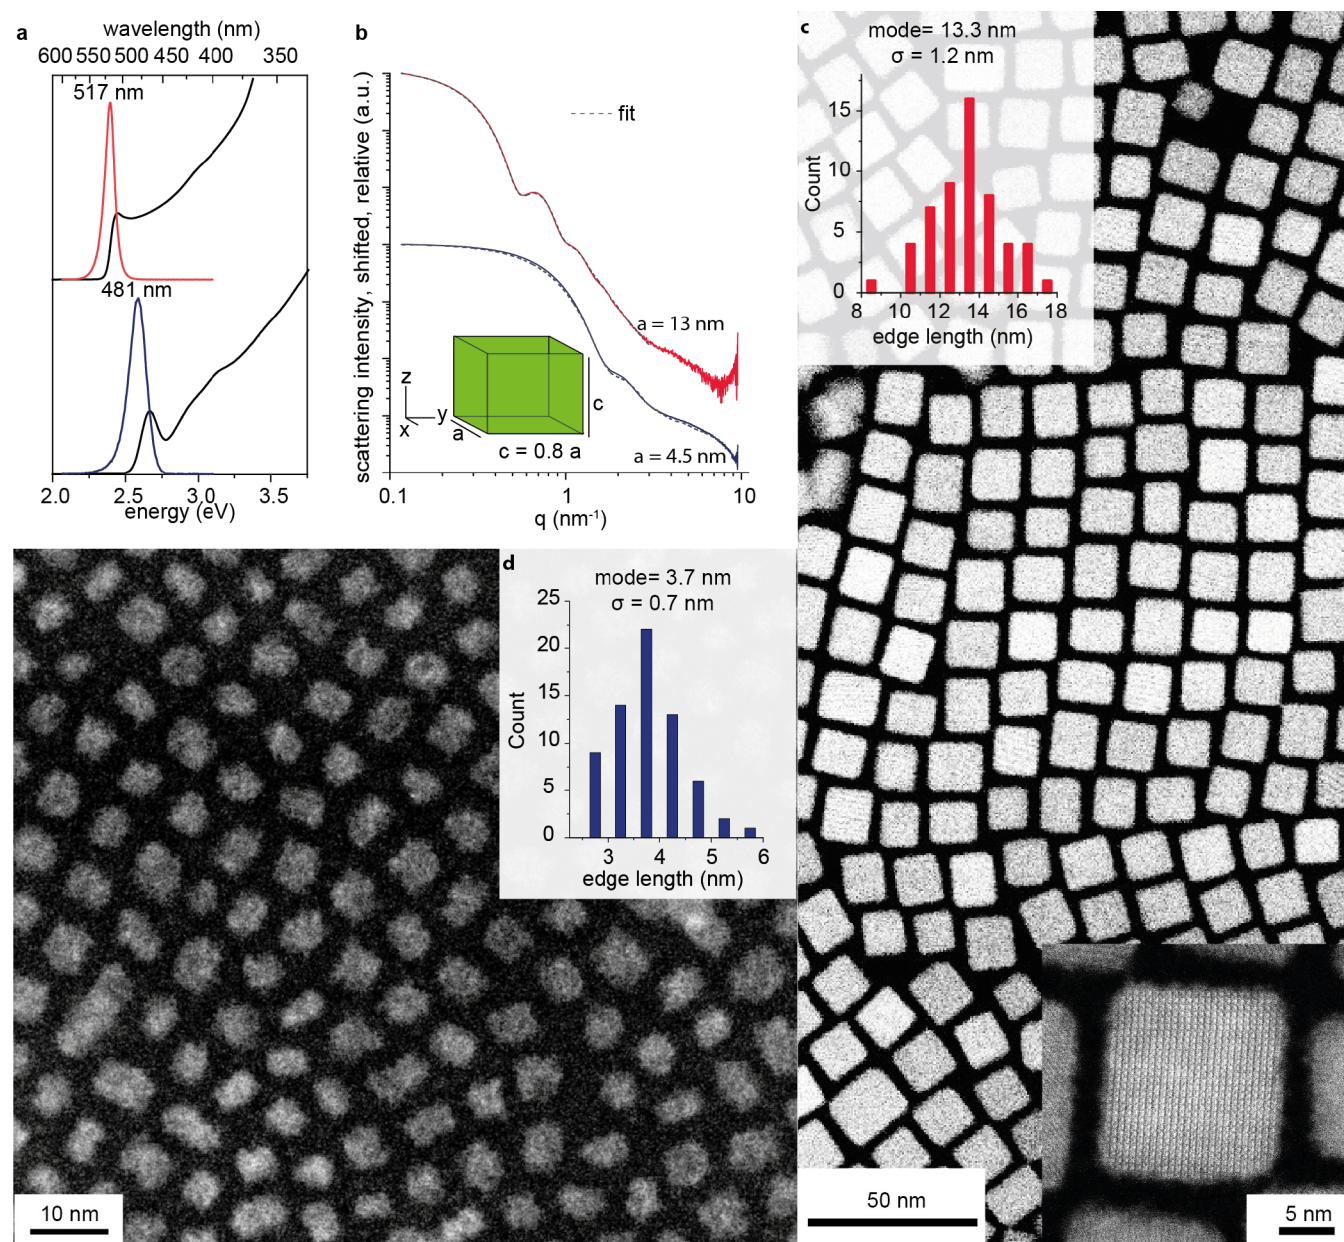 a
wavelength (nm)
600 550 500 450 400 350
517 nm
481 nm
2.0 2.5 3.0 3.5
energy (eV)
b
scattering intensity, shifted, relative (a.u.)
fit
a = 13 nm
a = 4.5 nm
z
y
x
a
c
c = 0.8 a
0.1 1 10
q (nm⁻¹)
c
mode= 13.3 nm
σ = 1.2 nm
Count
15
10
5
0
8 10 12 14 16 18
edge length (nm)
50 nm
5 nm
d
mode= 3.7 nm
σ = 0.7 nm
Count
25
20
15
10
5
0
3 4 5 6
edge length (nm)
10 nm